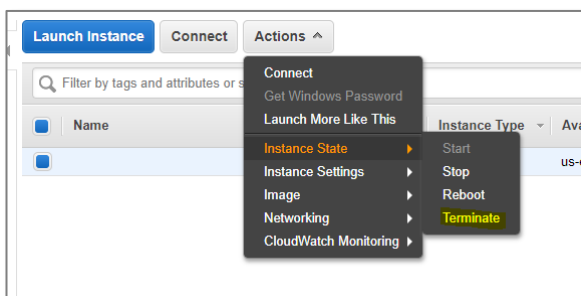 Launch Instance Connect Actions
Filter by tags and attributes or s
Name Instance Type Ava
us-
Connect
Get Windows Password
Launch More Like This
Instance State
Instance Settings
Image
Networking
CloudWatch Monitoring
Start
Stop
Reboot
Terminate